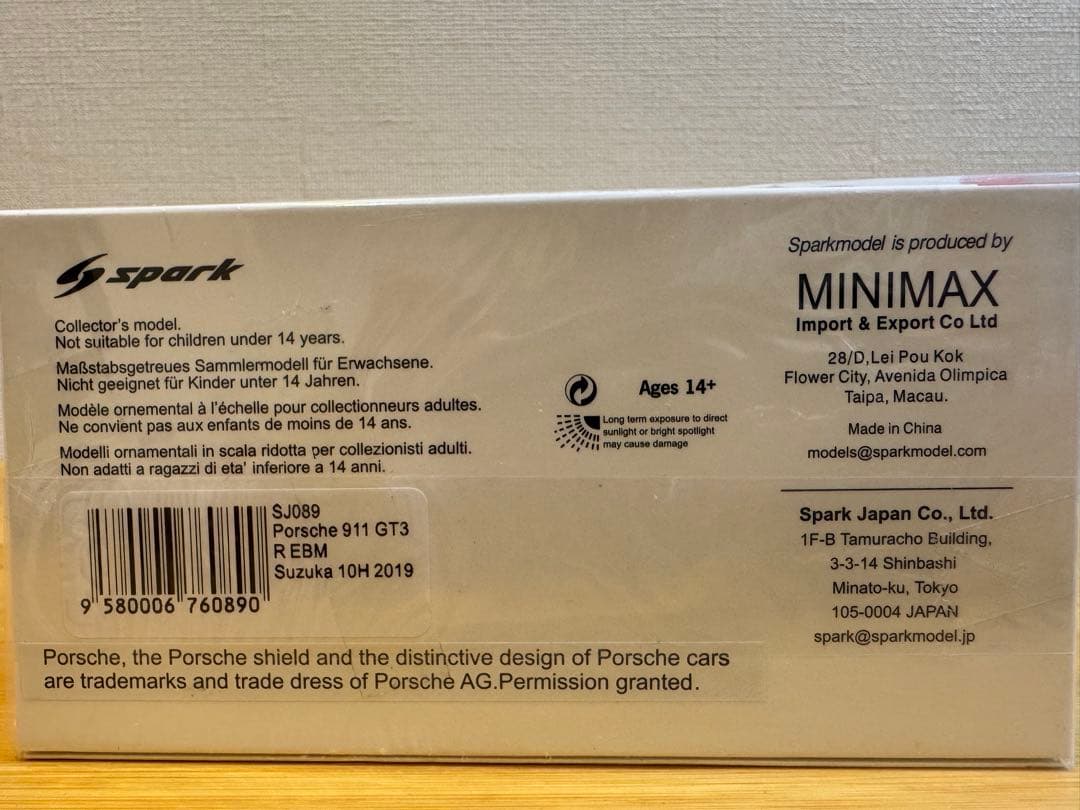 spark
Collector's model.
Not suitable for children under 14 years.
Maßstabsgetreues Sammlermodell für Erwachsene.
Nicht geeignet für Kinder unter 14 Jahren.
Modèle ornemental à l'échelle pour collectionneurs adultes.
Ne convient pas aux enfants de moins de 14 ans.
Modelli ornamentali in scala ridotta per collezionisti adulti.
Non adatti a ragazzi di eta' inferiore a 14 anni.
SJ089
Porsche 911 GT3
R EBM
Suzuka 10H 2019
9 580006 760890
Porsche, the Porsche shield and the distinctive design of Porsche cars
are trademarks and trade dress of Porsche AG.Permission granted.
Ages 14+
Long term exposure to direct
sunlight or bright spotlight
may cause damage
Sparkmodel is produced by
MINIMAX
Import & Export Co Ltd
28/D,Lei Pou Kok
Flower City, Avenida Olimpica
Taipa, Macau.
Made in China
models@sparkmodel.com
Spark Japan Co., Ltd.
1F-B Tamuracho Building,
3-3-14 Shinbashi
Minato-ku, Tokyo
105-0004 JAPAN
spark@sparkmodel.jp